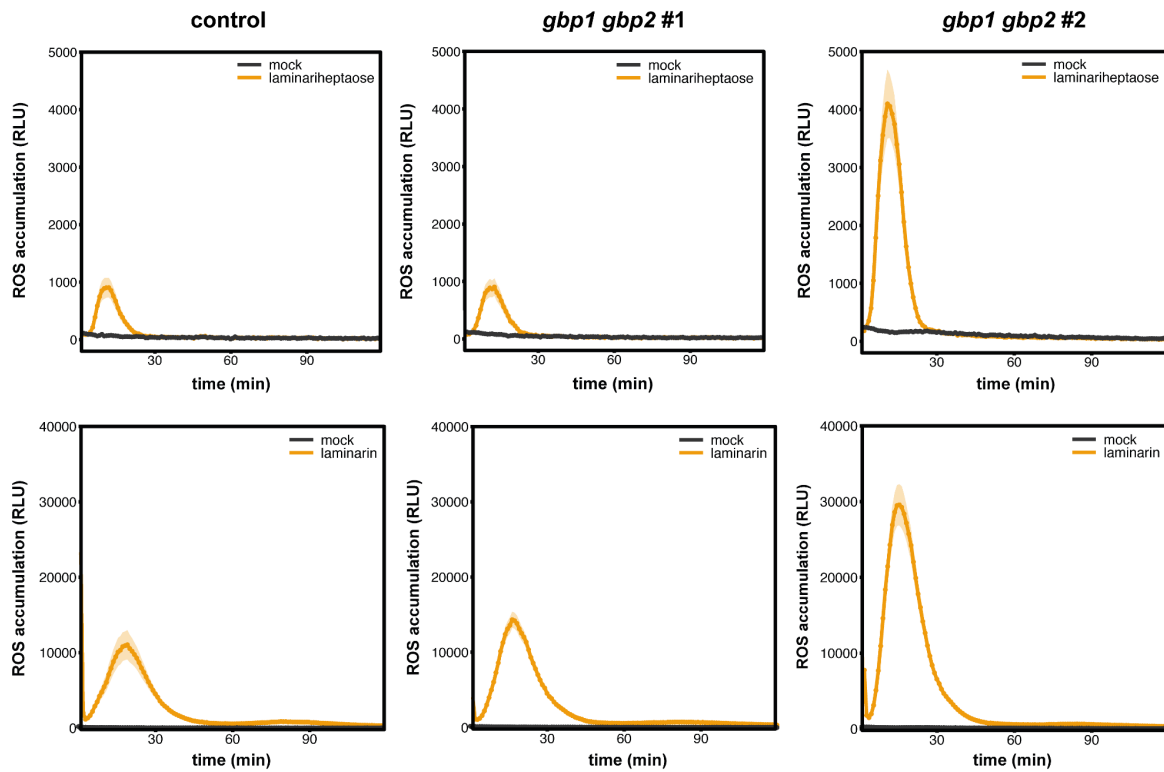 control
gbp1 gbp2 #1
gbp1 gbp2 #2
5000
4000
3000
2000
1000
0
ROS accumulation (RLU)
mock
laminariheptaose
30
60
90
time (min)
5000
4000
3000
2000
1000
0
ROS accumulation (RLU)
mock
laminariheptaose
30
60
90
time (min)
5000
4000
3000
2000
1000
0
ROS accumulation (RLU)
mock
laminariheptaose
30
60
90
time (min)
40000
30000
20000
10000
0
ROS accumulation (RLU)
mock
laminarin
30
60
90
time (min)
40000
30000
20000
10000
0
ROS accumulation (RLU)
mock
laminarin
30
60
90
time (min)
40000
30000
20000
10000
0
ROS accumulation (RLU)
mock
laminarin
30
60
90
time (min)